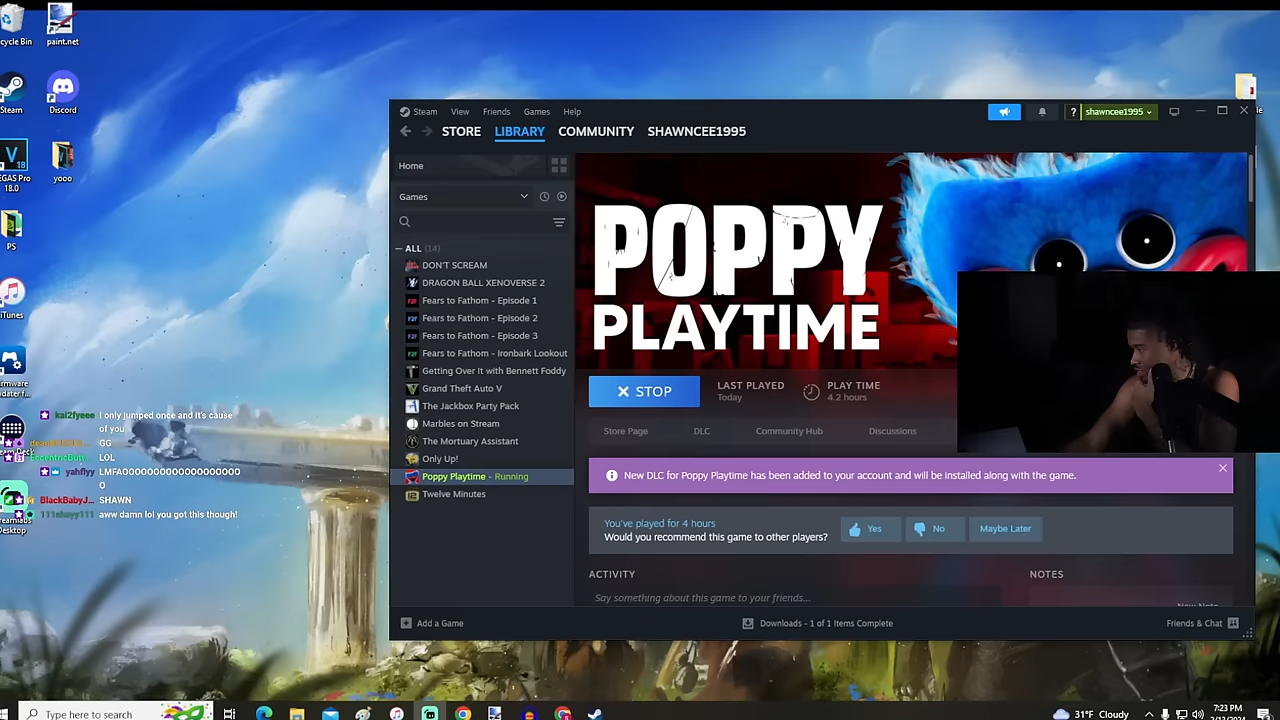 ecycle Bin
paint.net
Steam
Discord
V
18
EGAS Pro
18.0
yooo
PS
iTunes
kai2fyeee I only jumped once and it's cause
of you
GG
LOL
yahflyy LMFAOOOOOOOOOOOOOOOOOO
O
BlackBabyJ... SHAWN
111shayy111 aww damn lol you got this though!
Desktop
Steam View Friends Games Help
? shawncee1995
STORE LIBRARY COMMUNITY SHAWNCEE1995
Home
Games
ALL (14)
DON'T SCREAM
DRAGON BALL XENOVERSE 2
Fears to Fathom - Episode 1
Fears to Fathom - Episode 2
Fears to Fathom - Episode 3
Fears to Fathom - Ironbark Lookout
Getting Over It with Bennett Foddy
Grand Theft Auto V
The Jackbox Party Pack
Marbles on Stream
The Mortuary Assistant
Only Up!
Poppy Playtime - Running
Twelve Minutes
POPPY
PLAYTIME
STOP
LAST PLAYED
Today
PLAY TIME
4.2 hours
Store Page DLC Community Hub Discussions
New DLC for Poppy Playtime has been added to your account and will be installed along with the game.
You've played for 4 hours
Would you recommend this game to other players?
Yes No Maybe Later
ACTIVITY
NOTES
Say something about this game to your friends...
New Note
Add a Game
Downloads - 1 of 1 Items Complete
Friends & Chat
Type here to search
31°F Cloudy
7:23 PM